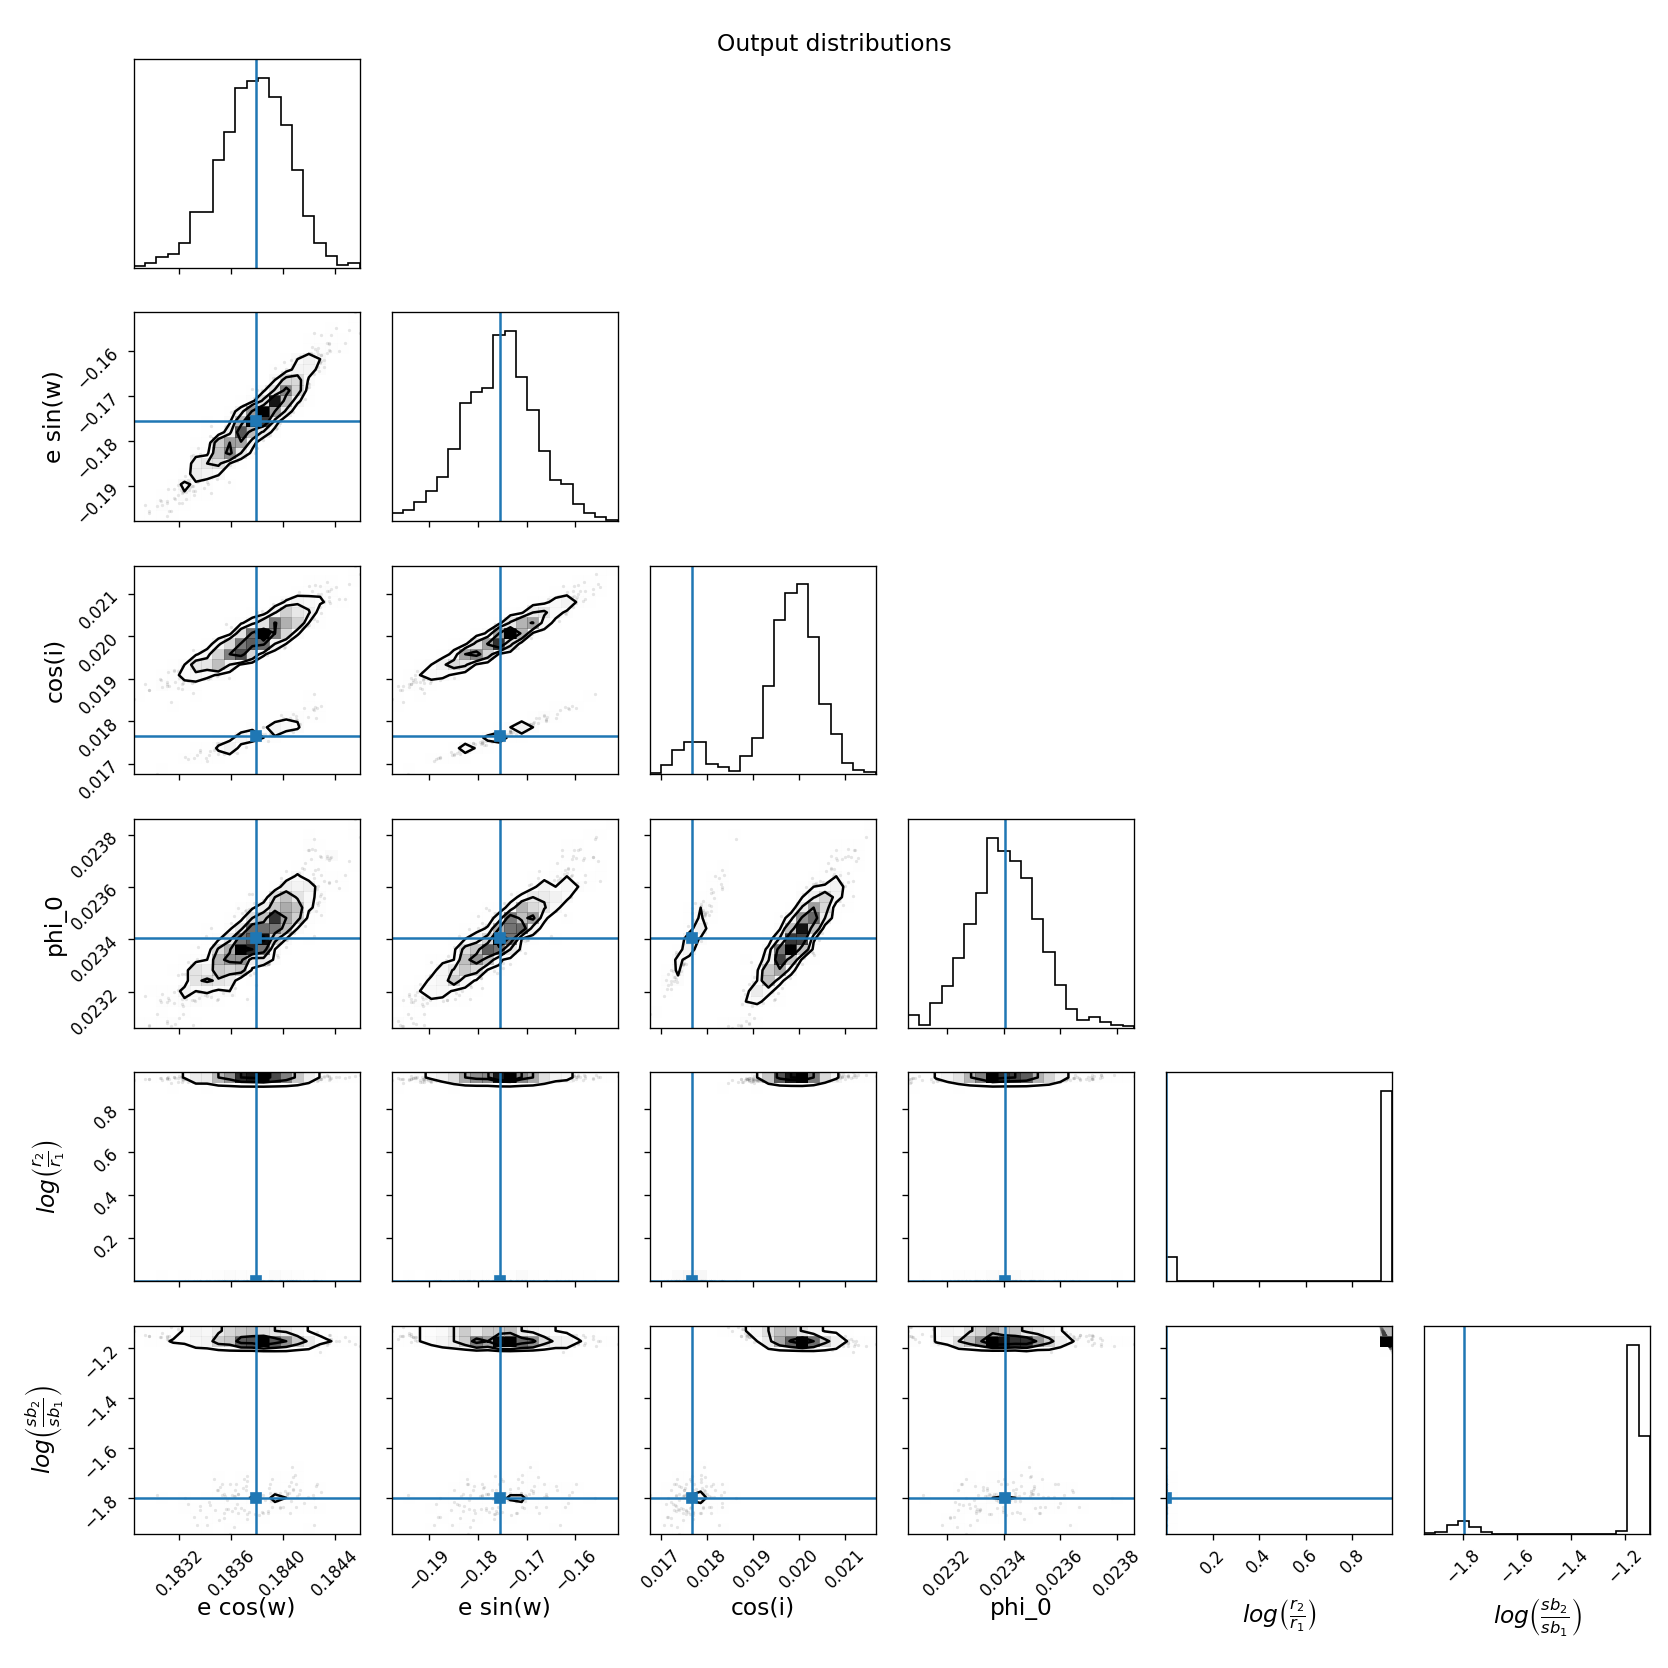 Output distributions
e sin(w)
−0.16
−0.17
−0.18
−0.19
cos(i)
0.021
0.020
0.019
0.018
0.017
phi_0
0.0238
0.0236
0.0234
0.0232
log(r₂/r₁)
0.8
0.6
0.4
0.2
log(sb₂/sb₁)
−1.2
−1.4
−1.6
−1.8
0.1832 0.1836 0.1840 0.1844
−0.19 −0.18 −0.17 −0.16
0.017 0.018 0.019 0.020 0.021
0.0232 0.0234 0.0236 0.0238
0.2 0.4 0.6 0.8
−1.8 −1.6 −1.4 −1.2
e cos(w) e sin(w) cos(i) phi_0 log(r₂/r₁) log(sb₂/sb₁)